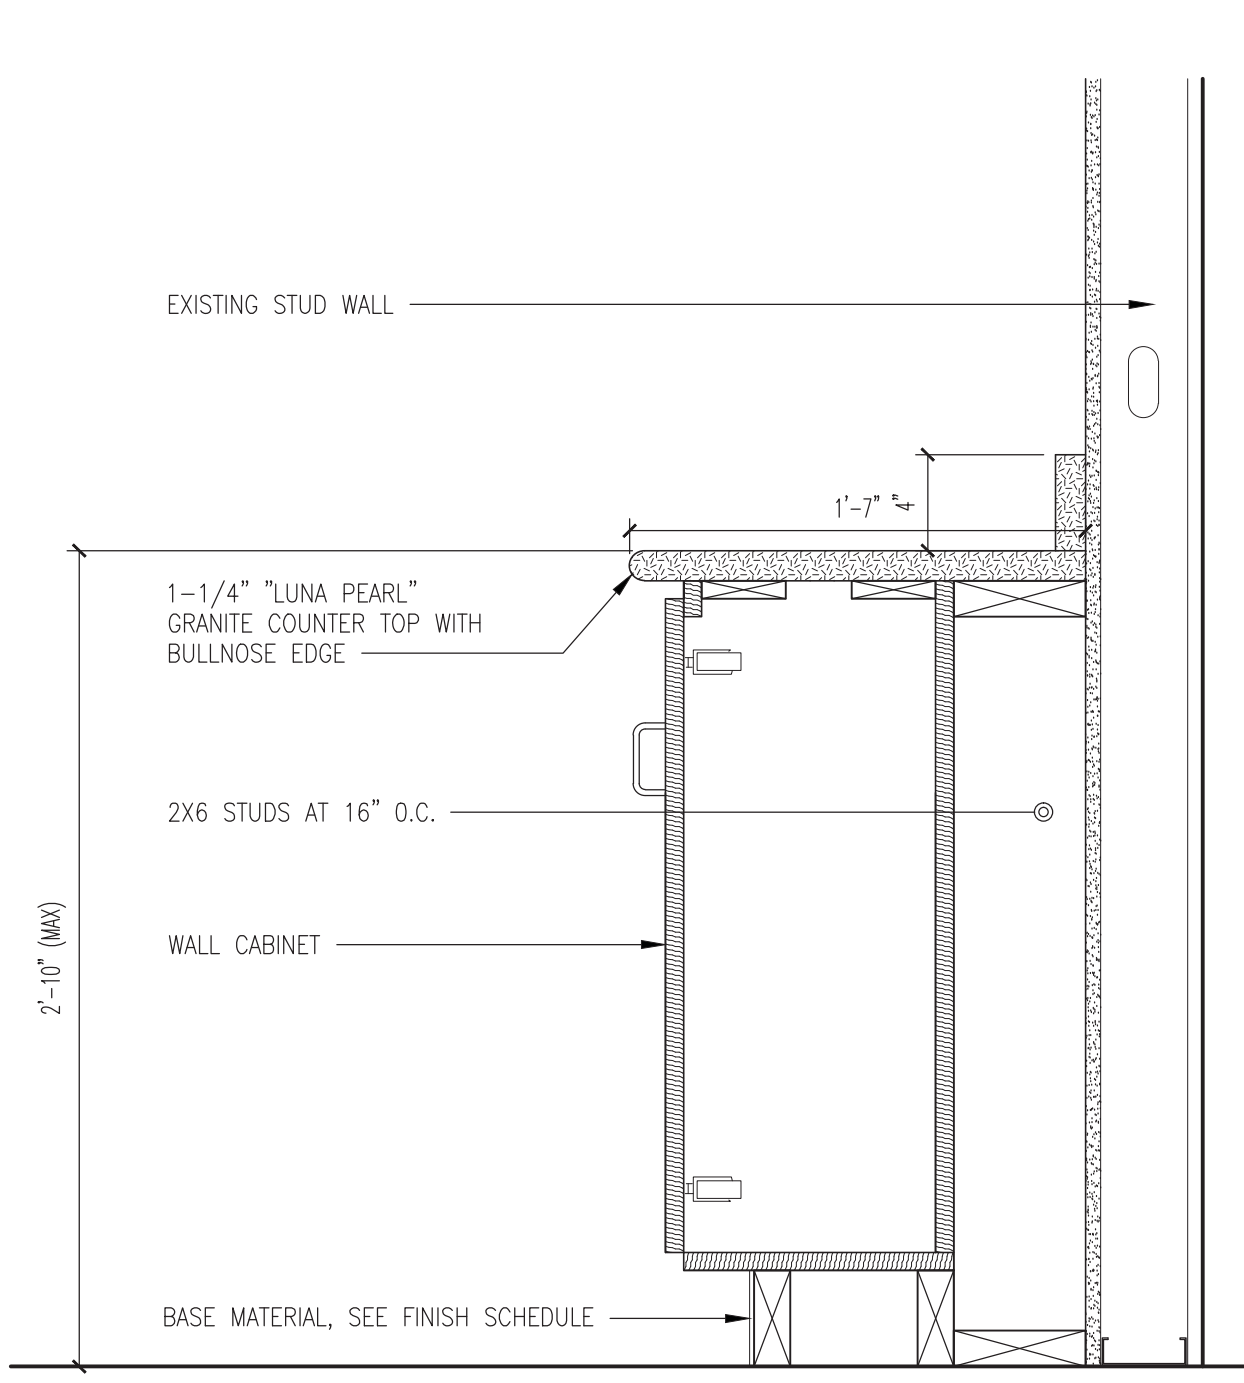 EXISTING STUD WALL
1'-7"
4"
1-1/4" "LUNA PEARL"
GRANITE COUNTER TOP WITH
BULLNOSE EDGE
2X6 STUDS AT 16" O.C.
WALL CABINET
2'-10" (MAX)
BASE MATERIAL, SEE FINISH SCHEDULE